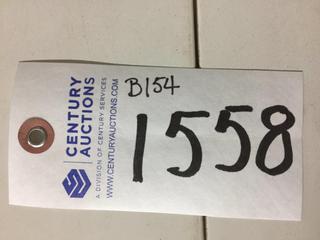 CENTURY
AUCTIONS
A DIVISION OF CENTURY SERVICES
WWW.CENTURYAUCTIONS.COM
B154
1558